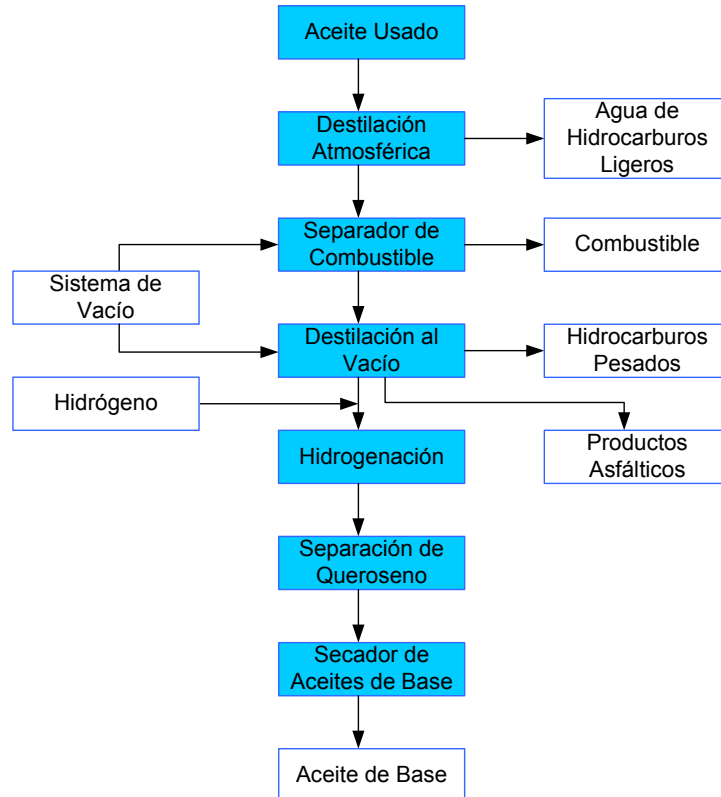 Aceite Usado
Destilación
Atmosférica
Agua de
Hidrocarburos
Ligeros
Separador de
Combustible
Combustible
Sistema de
Vacío
Destilación al
Vacío
Hidrocarburos
Pesados
Hidrógeno
Hidrogenación
Productos
Asfálticos
Separación de
Queroseno
Secador de
Aceites de Base
Aceite de Base